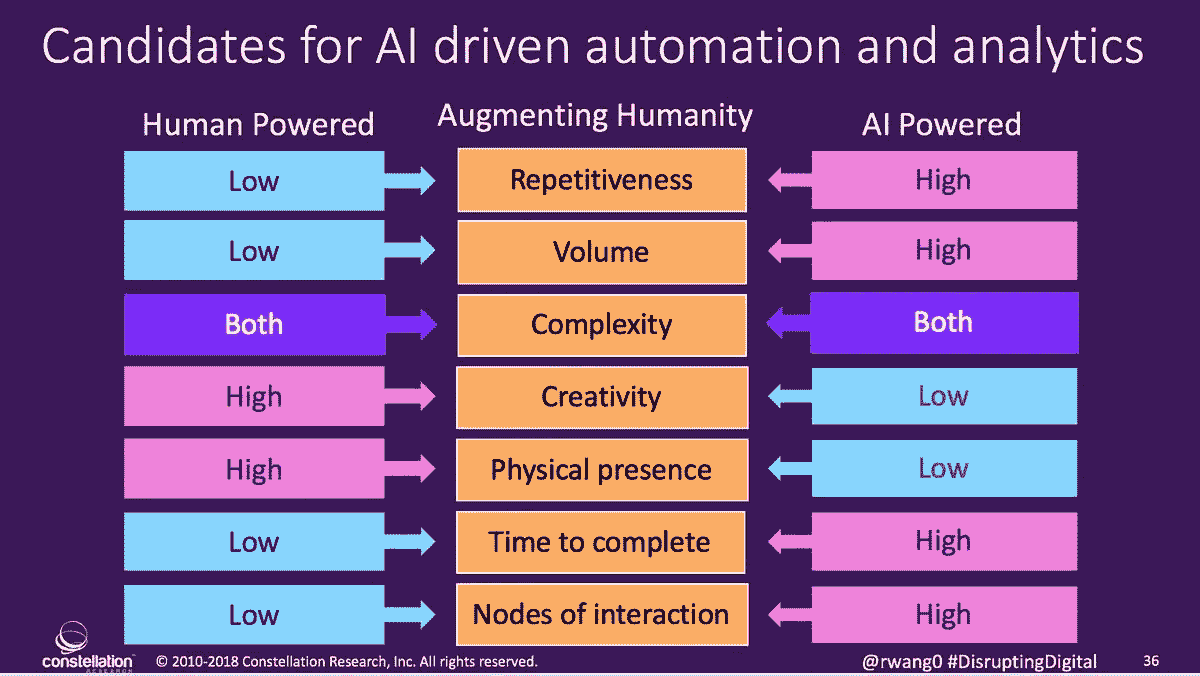 Candidates for AI driven automation and analytics
Human Powered
Augmenting Humanity
AI Powered
Low
Repetitiveness
High
Low
Volume
High
Both
Complexity
Both
High
Creativity
Low
High
Physical presence
Low
Low
Time to complete
High
Low
Nodes of interaction
High
constellation™
RESEARCH
© 2010-2018 Constellation Research, Inc. All rights reserved.
@rwang0 #DisruptingDigital
36